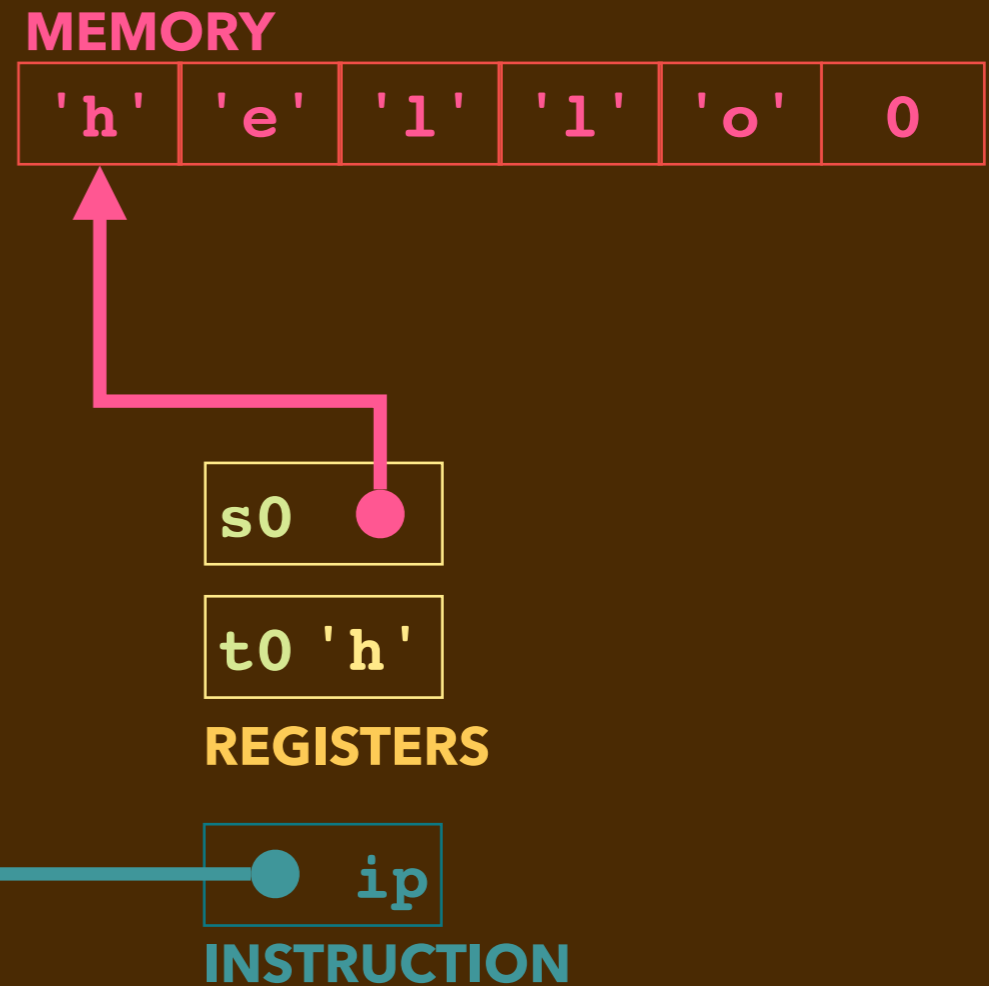 MEMORY
'h' 'e' 'l' 'l' 'o' 0
s0
t0 'h'
REGISTERS
ip
INSTRUCTION